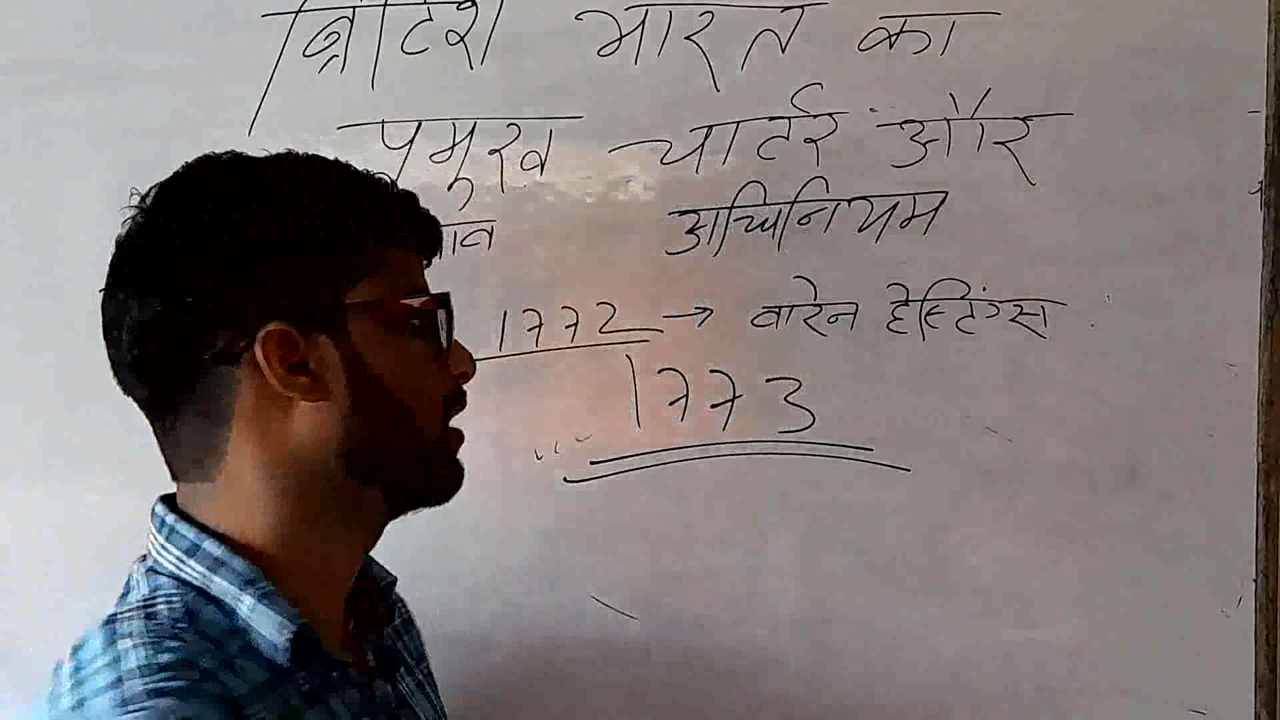 ब्रिटिश भारत का
प्रमुख चार्टर और
अधिनियम
1772 → वारेन हेस्टिंग्स
1773